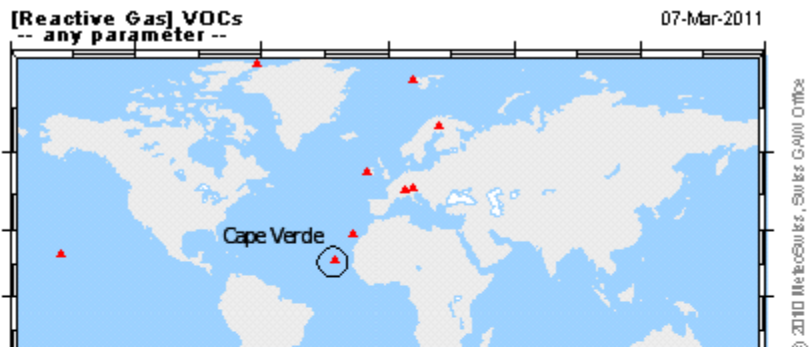 [Reactive Gas] VOCs
-- any parameter --
07-Mar-2011
Cape Verde
© 2010 MeteoSwiss, Swiss GAW Office